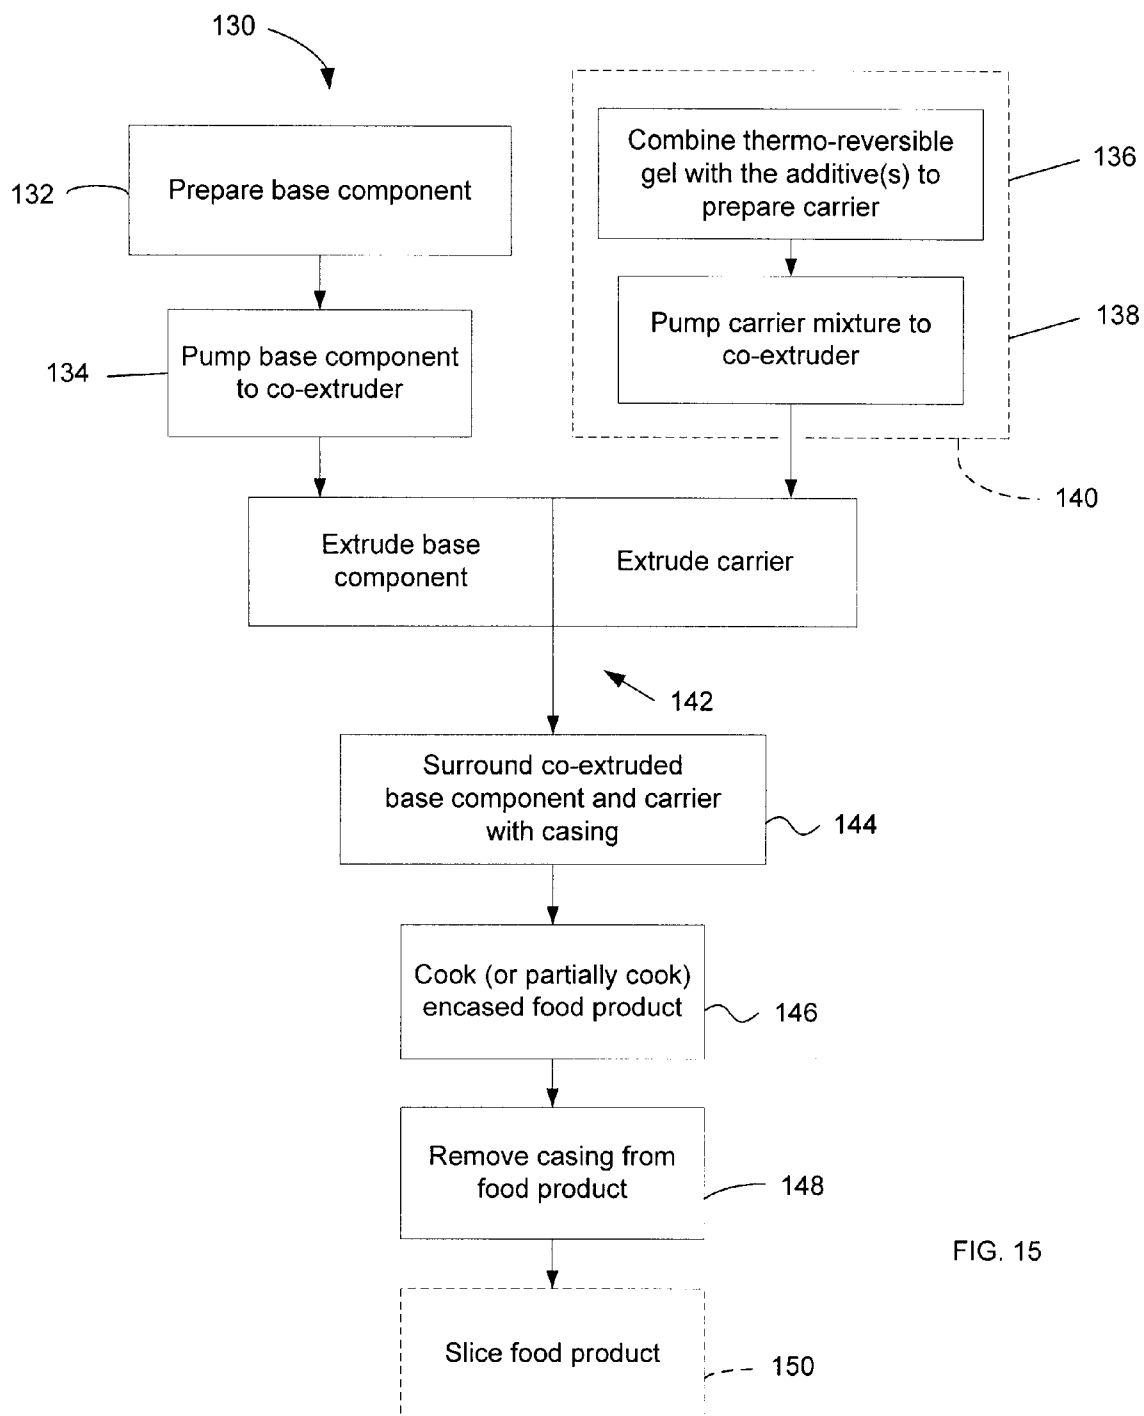 130
132
Prepare base component
134
Pump base component
to co-extruder
Combine thermo-reversible
gel with the additive(s) to
prepare carrier
136
Pump carrier mixture to
co-extruder
138
140
Extrude base
component
Extrude carrier
142
Surround co-extruded
base component and carrier
with casing
144
Cook (or partially cook)
encased food product
146
Remove casing from
food product
148
FIG. 15
Slice food product
150